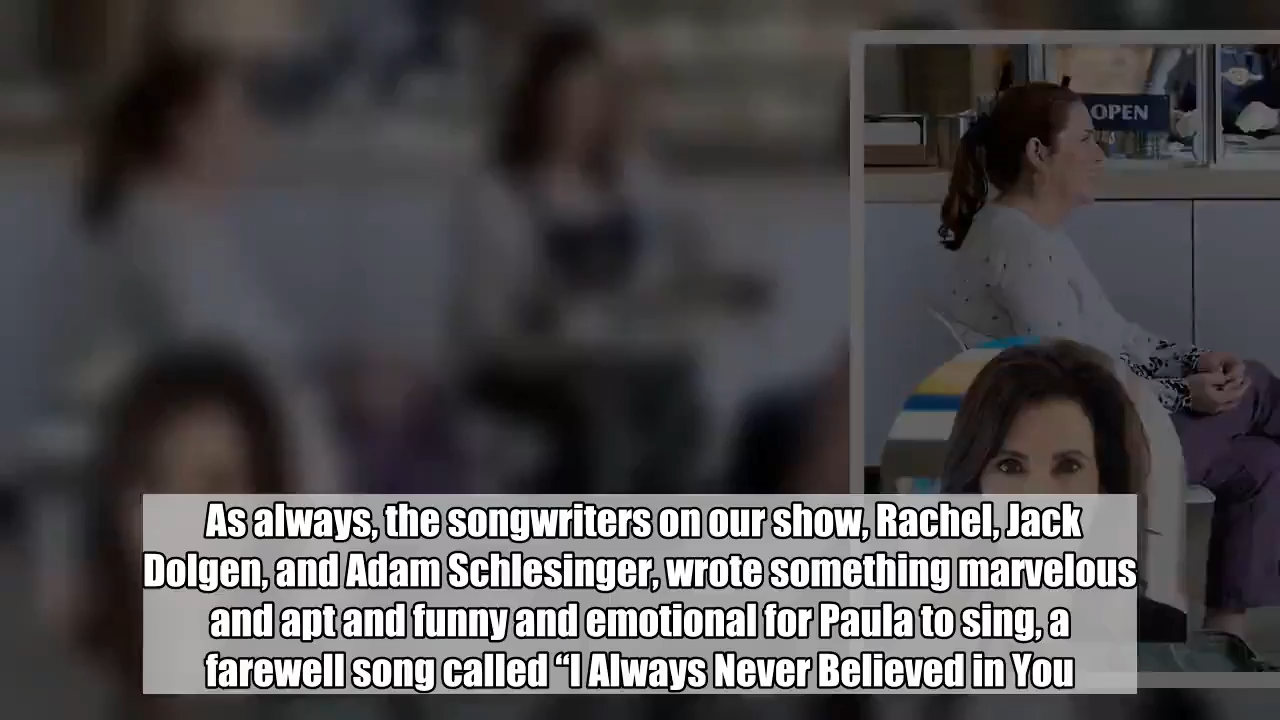 OPEN
As always, the songwriters on our show, Rachel, Jack
Dolgen, and Adam Schlesinger, wrote something marvelous
and apt and funny and emotional for Paula to sing, a
farewell song called “I Always Never Believed in You